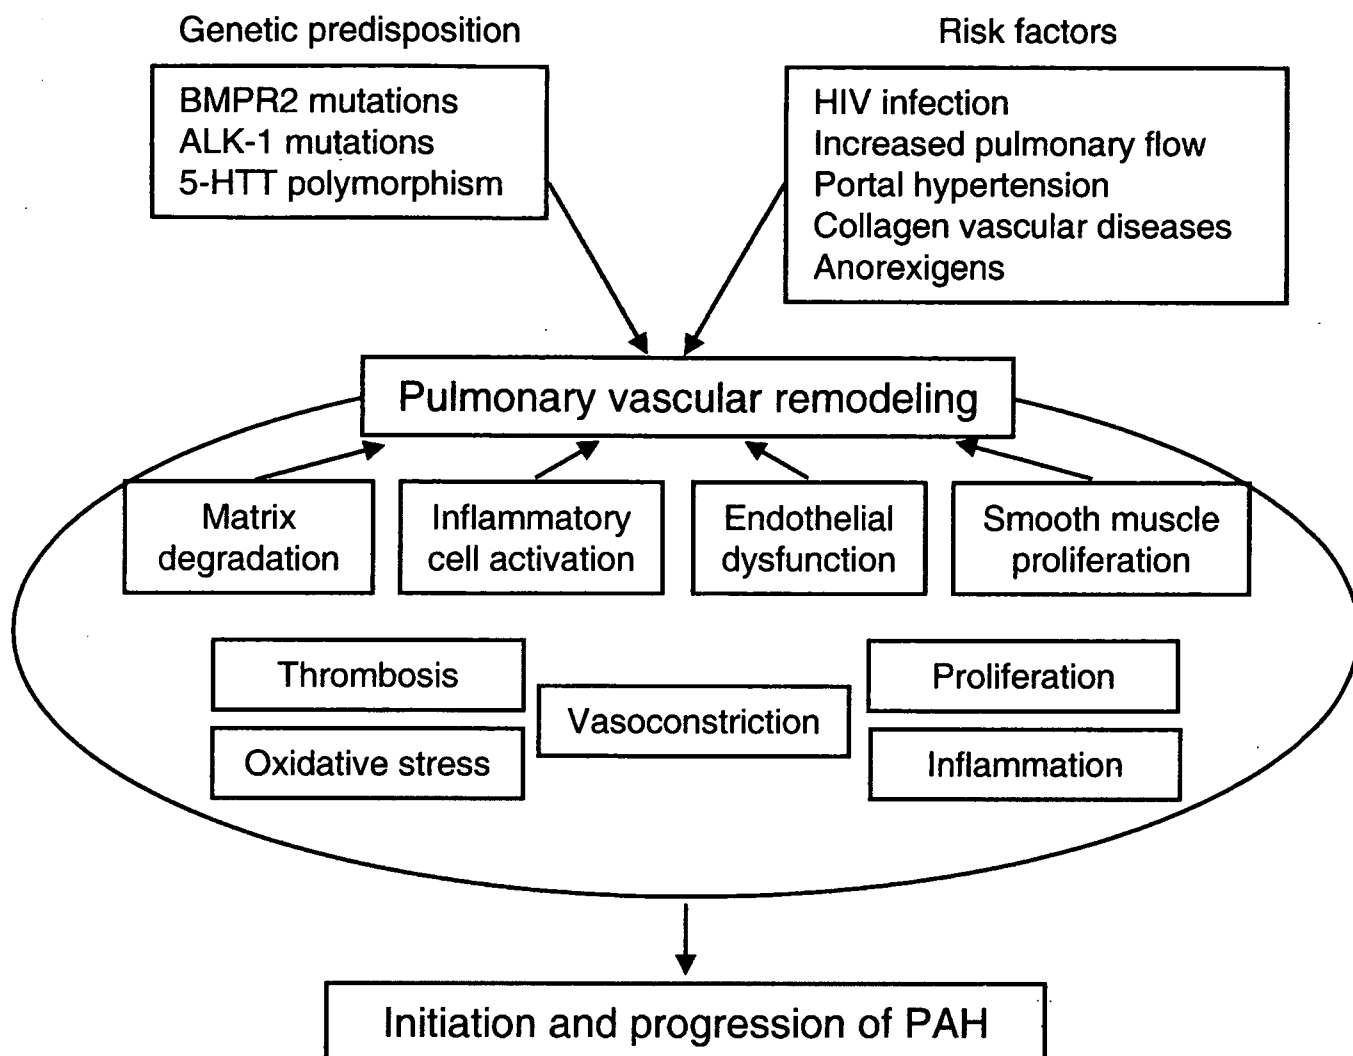 Genetic predisposition
BMPR2 mutations
ALK-1 mutations
5-HTT polymorphism
Risk factors
HIV infection
Increased pulmonary flow
Portal hypertension
Collagen vascular diseases
Anorexigens
Pulmonary vascular remodeling
Matrix
degradation
Inflammatory
cell activation
Endothelial
dysfunction
Smooth muscle
proliferation
Thrombosis
Oxidative stress
Vasoconstriction
Proliferation
Inflammation
Initiation and progression of PAH